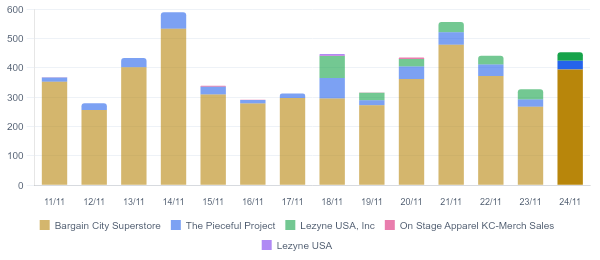 600
500
400
300
200
100
0
11/11 12/11 13/11 14/11 15/11 16/11 17/11 18/11 19/11 20/11 21/11 22/11 23/11 24/11
Bargain City Superstore The Pieceful Project Lezyne USA, Inc On Stage Apparel KC-Merch Sales
Lezyne USA